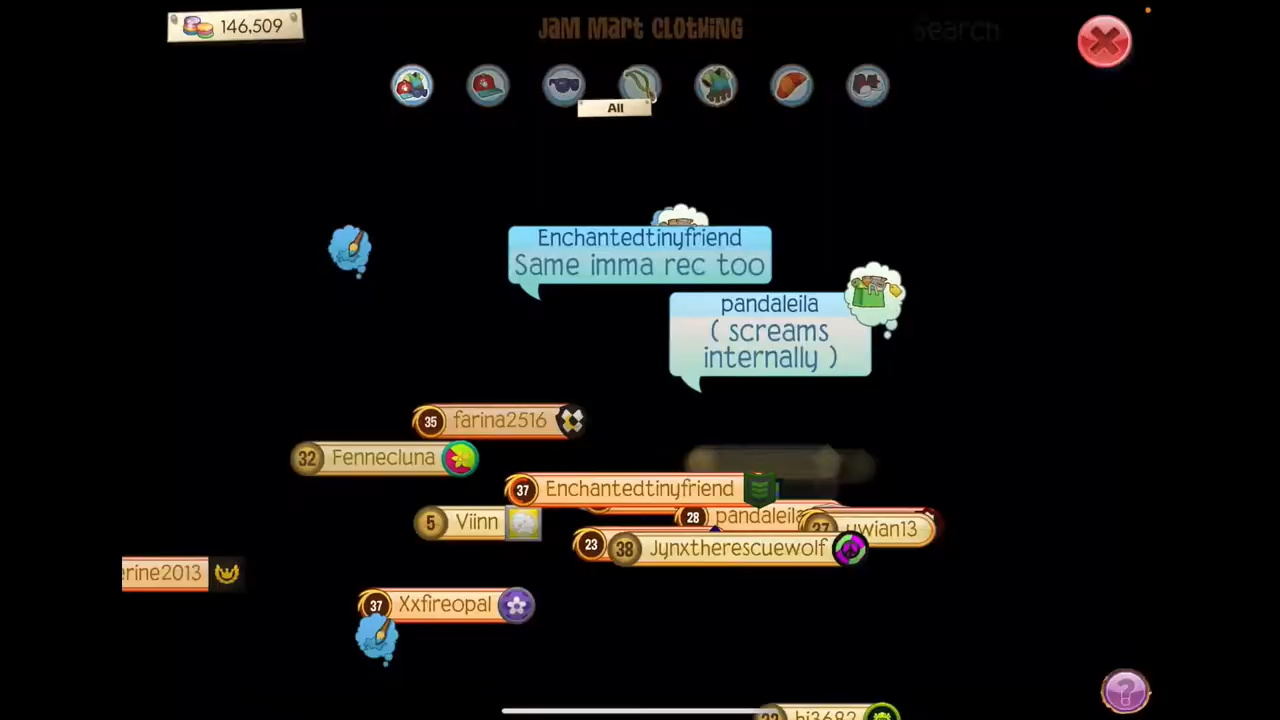 146,509
Jam Mart Clothing
Search
All
Enchantedtinyfriend
Same imma rec too
pandaleila
( screams
internally )
35 farina2516
32 Fennecluna
37 Enchantedtinyfriend
5 Viinn
28 pandaleila
27 uwian13
23
38 Jynxtherescuewolf
erine2013
37 Xxfireopal
hj3682
?